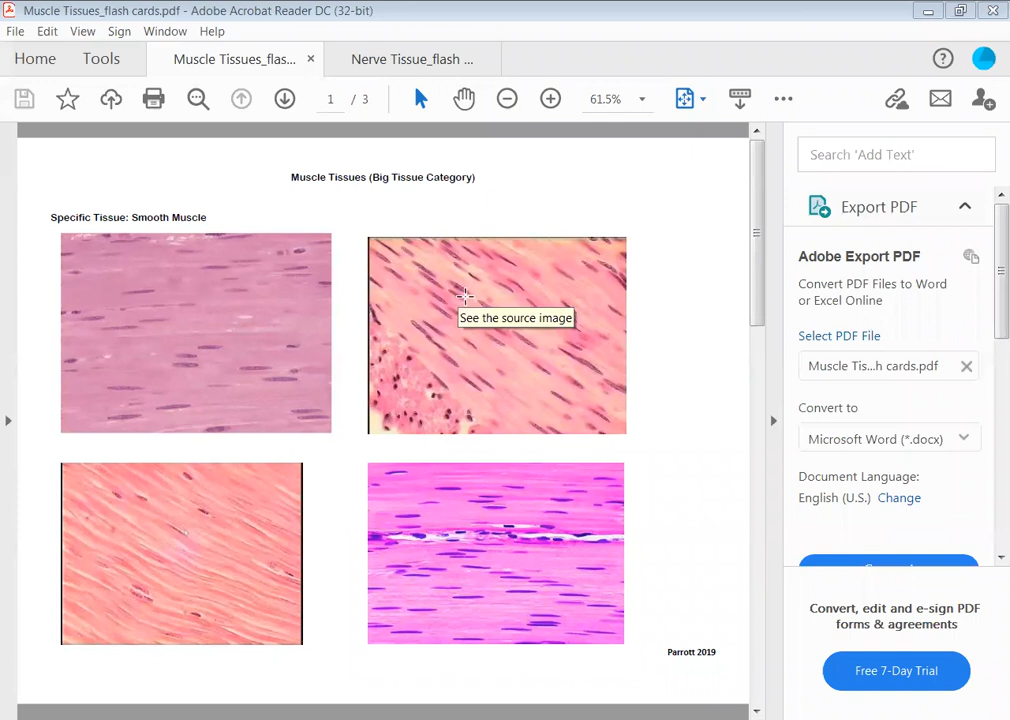 Muscle Tissues_flash cards.pdf - Adobe Acrobat Reader DC (32-bit)
File Edit View Sign Window Help
Home Tools Muscle Tissues_flas... × Nerve Tissue_flash ...
1 / 3 61.5%
Muscle Tissues (Big Tissue Category)
Specific Tissue: Smooth Muscle
See the source image
Parrott 2019
Search 'Add Text'
Export PDF
Adobe Export PDF
Convert PDF Files to Word
or Excel Online
Select PDF File
Muscle Tis...h cards.pdf
Convert to
Microsoft Word (*.docx)
Document Language:
English (U.S.) Change
Convert, edit and e-sign PDF
forms & agreements
Free 7-Day Trial